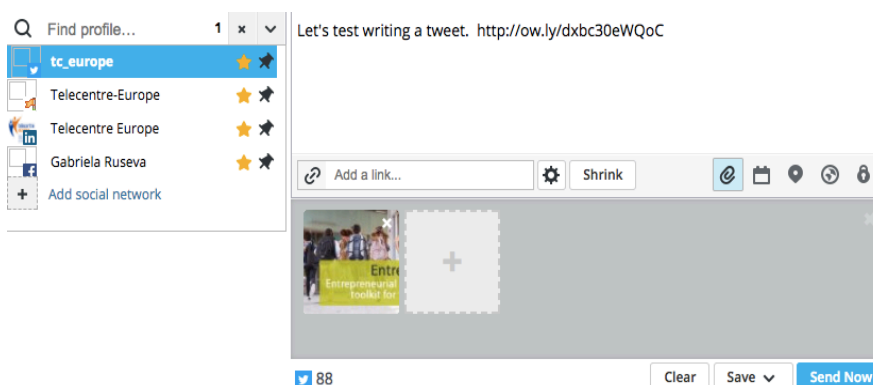 Find profile... 1
tc_europe
Telecentre-Europe
Telecentre Europe
in
Gabriela Ruseva
f
+ Add social network
Let's test writing a tweet. http://ow.ly/dxbc30eWQoC
Add a link...
Shrink
Entre
Entrepreneurial
toolkit for
88
Clear
Save
Send Now